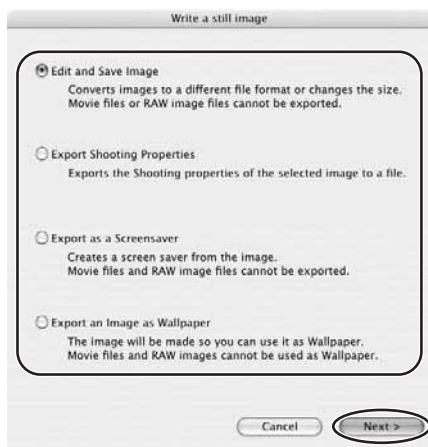 Write a still image
Edit and Save Image
Converts images to a different file format or changes the size.
Movie files or RAW image files cannot be exported.
Export Shooting Properties
Exports the Shooting properties of the selected image to a file.
Export as a Screensaver
Creates a screen saver from the image.
Movie files and RAW image files cannot be exported.
Export an Image as Wallpaper
The image will be made so you can use it as Wallpaper.
Movie files and RAW images cannot be used as Wallpaper.
Cancel Next >